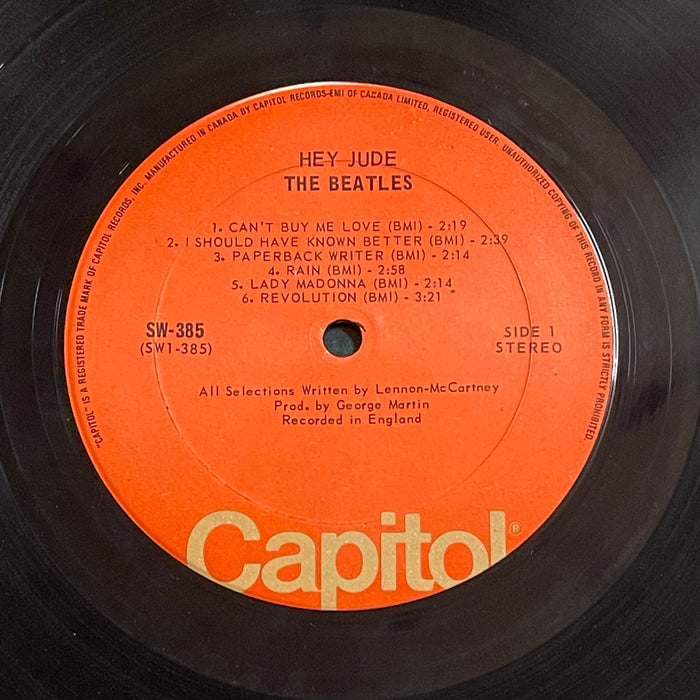 "CAPITOL" IS A REGISTERED TRADE MARK OF CAPITOL RECORDS, INC. MANUFACTURED IN CANADA BY CAPITOL RECORDS-EMI OF CANADA LIMITED, REGISTERED USER. UNAUTHORIZED COPYING OF THIS RECORD IN ANY FORM IS STRICTLY PROHIBITED.
HEY JUDE
THE BEATLES
1. CAN'T BUY ME LOVE (BMI) - 2:19
2. I SHOULD HAVE KNOWN BETTER (BMI) - 2:39
3. PAPERBACK WRITER (BMI) - 2:14
4. RAIN (BMI) - 2:58
5. LADY MADONNA (BMI) - 2:14
6. REVOLUTION (BMI) - 3:21
SW-385
(SW1-385)
SIDE 1
STEREO
All Selections Written by Lennon-McCartney
Prod. by George Martin
Recorded in England
Capitol®